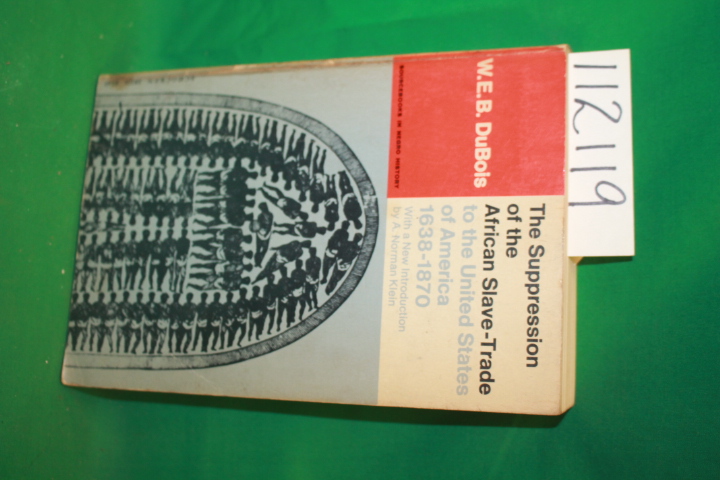 W.E.B. DuBois
SOURCEBOOKS IN NEGRO HISTORY
The Suppression
of the
African Slave-Trade
to the United States
of America
1638-1870
With a New Introduction
by A. Norman Klein
112119